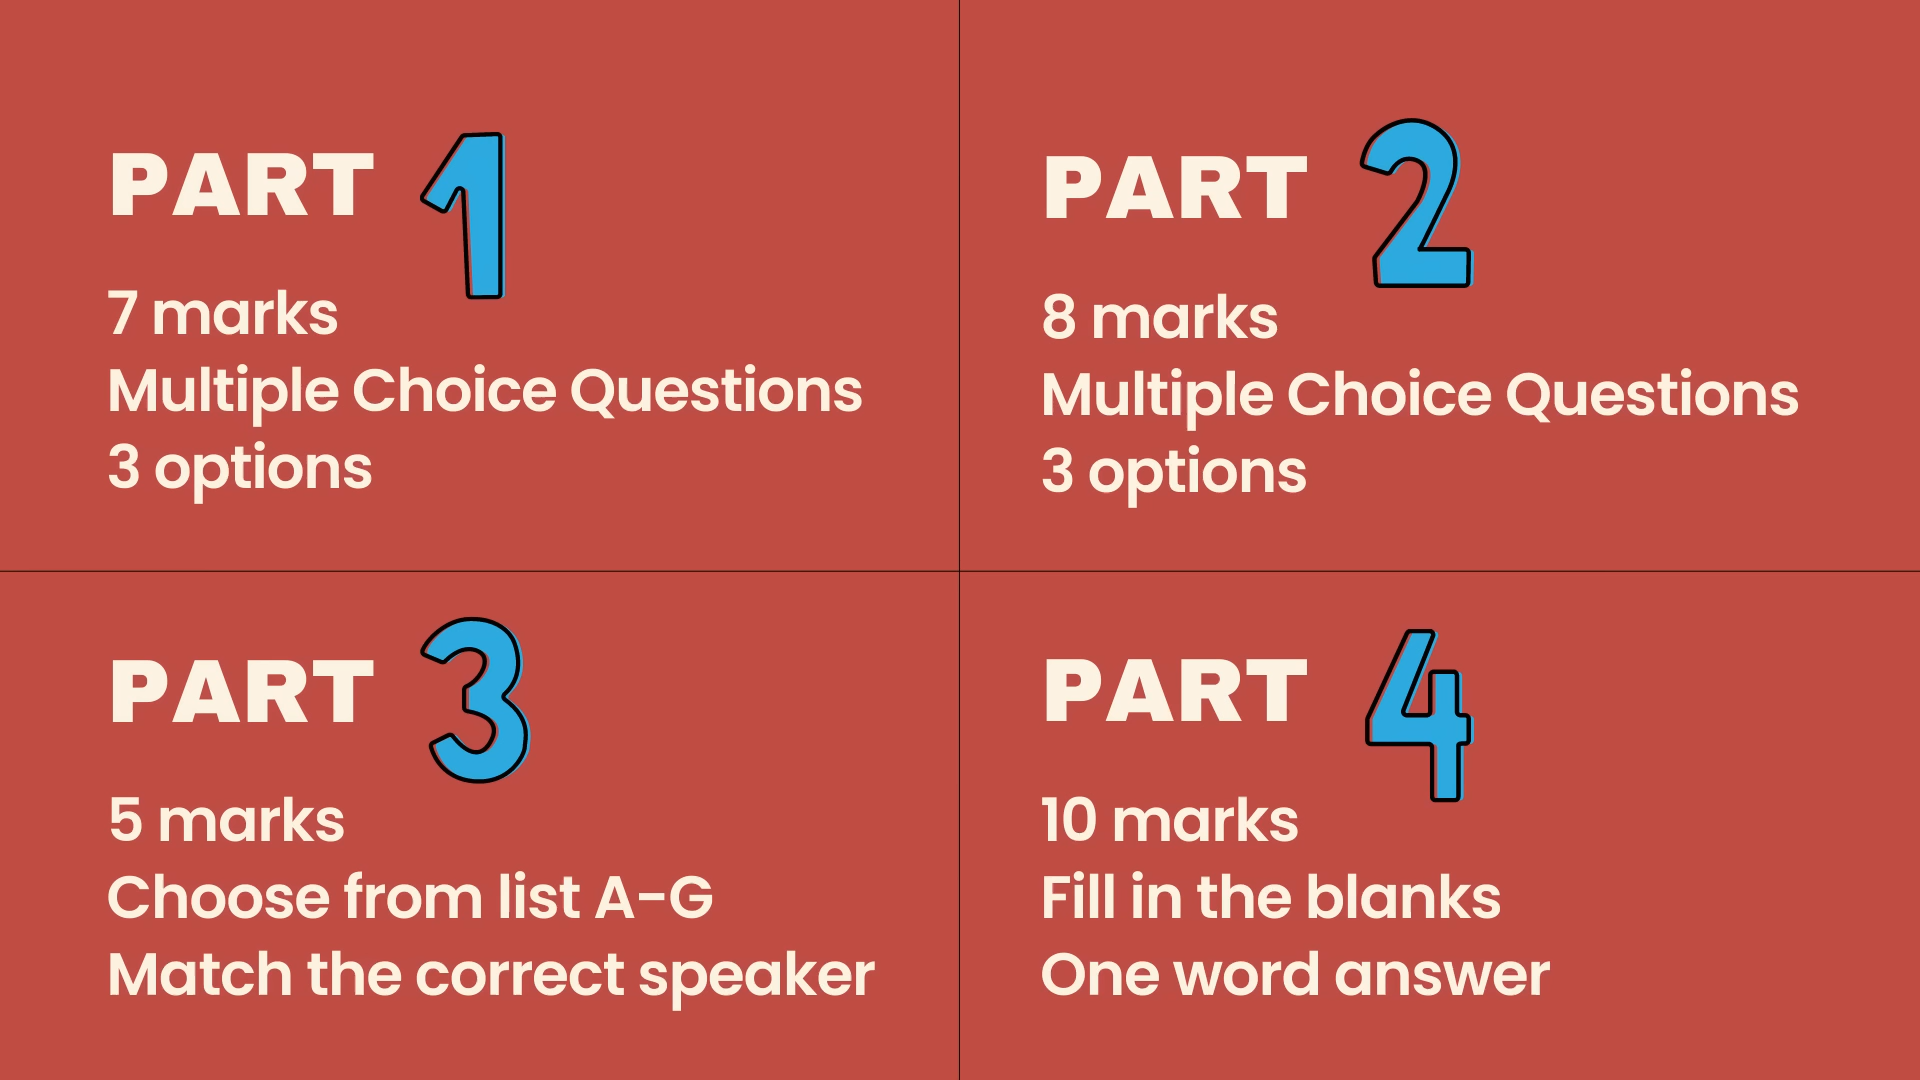 PART 1
7 marks
Multiple Choice Questions
3 options
PART 2
8 marks
Multiple Choice Questions
3 options
PART 3
5 marks
Choose from list A-G
Match the correct speaker
PART 4
10 marks
Fill in the blanks
One word answer